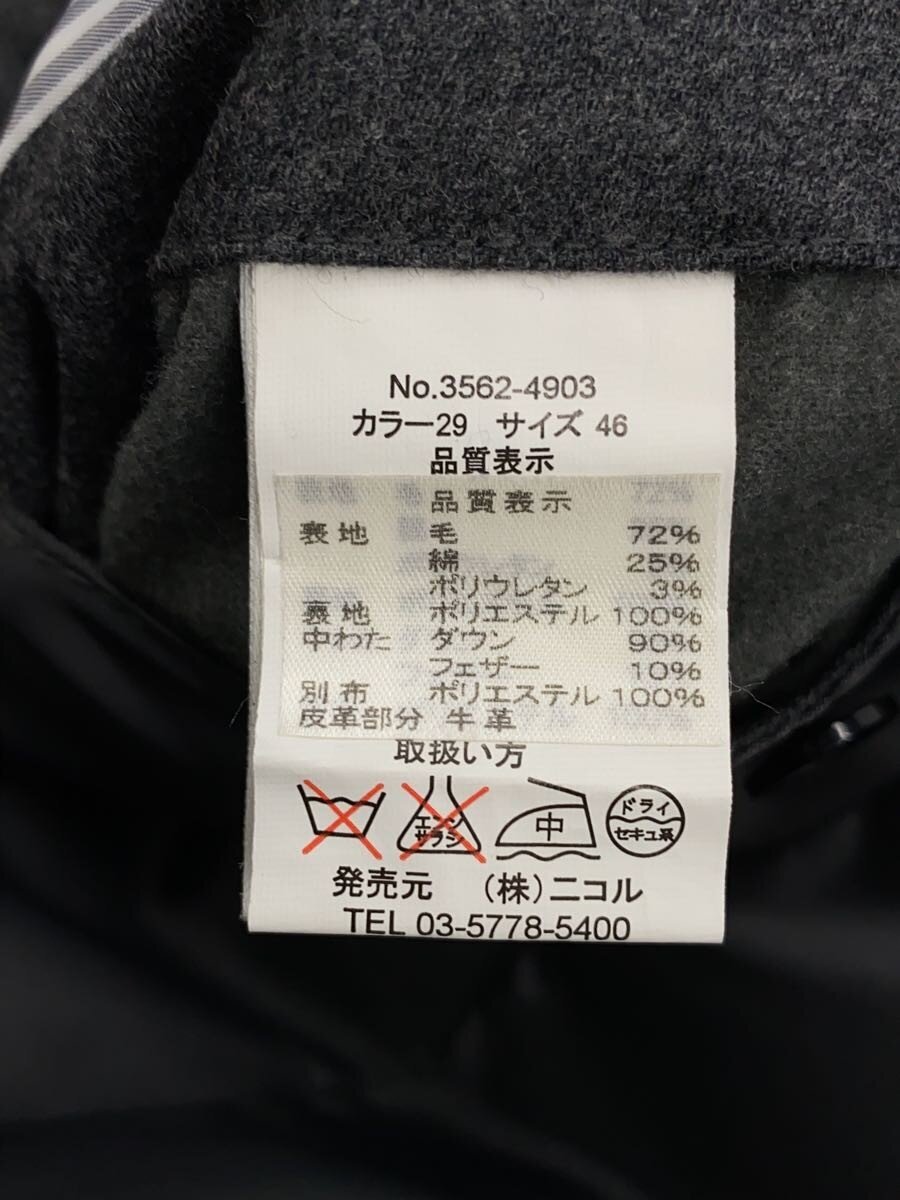 No.3562-4903
カラー29 サイズ 46
品質表示
品質表示
表地 毛 72%
綿 25%
ポリウレタン 3%
裏地 ポリエステル 100%
中わた ダウン 90%
フェザー 10%
別布 ポリエステル 100%
皮革部分 牛革
取扱い方
エンソサラシ 中 ドライ セキユ系
発売元 (株)ニコル
TEL 03-5778-5400